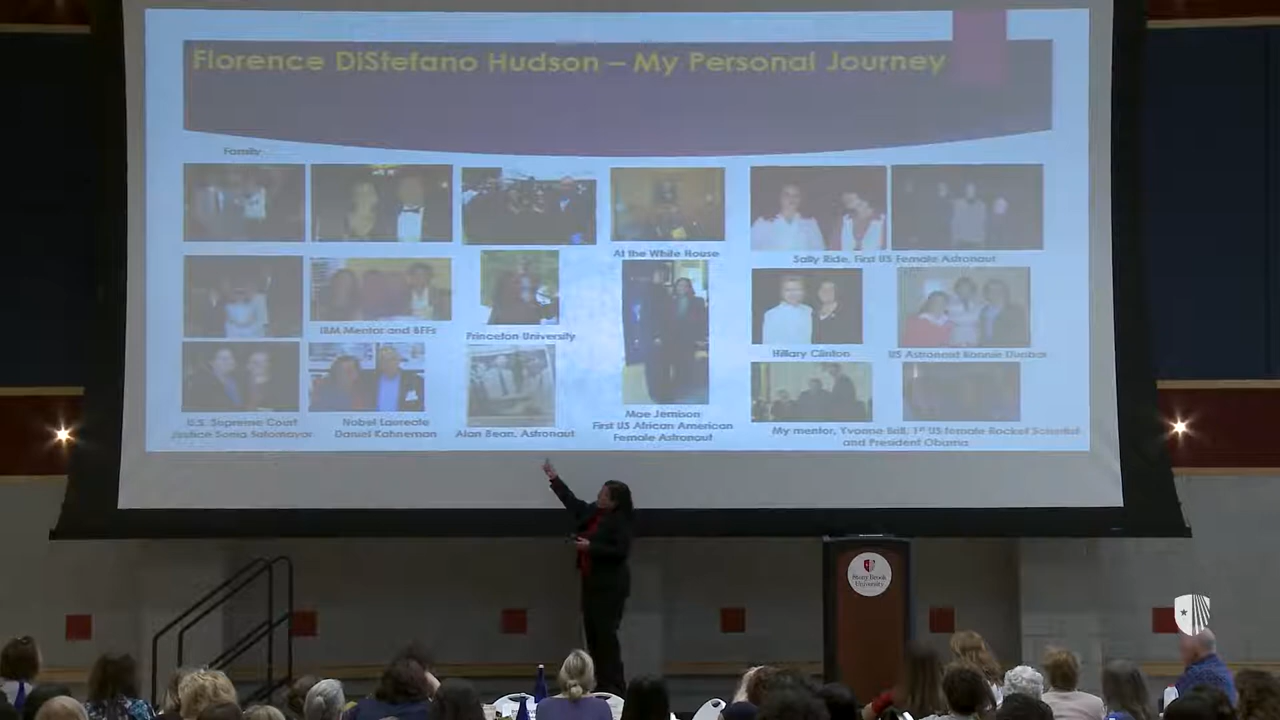 Florence DiStefano Hudson – My Personal Journey
Family
At the White House
Sally Ride, First US Female Astronaut
IBM Mentor and BFFs
Princeton University
Hillary Clinton
US Astronaut Bonnie Dunbar
U.S. Supreme Court
Justice Sonia Sotomayor
Nobel Laureate
Daniel Kahneman
Alan Bean, Astronaut
Mae Jemison
First US African American
Female Astronaut
My mentor, Yvonne Brill, 1st US female Rocket Scientist
and President Obama
Stony Brook
University